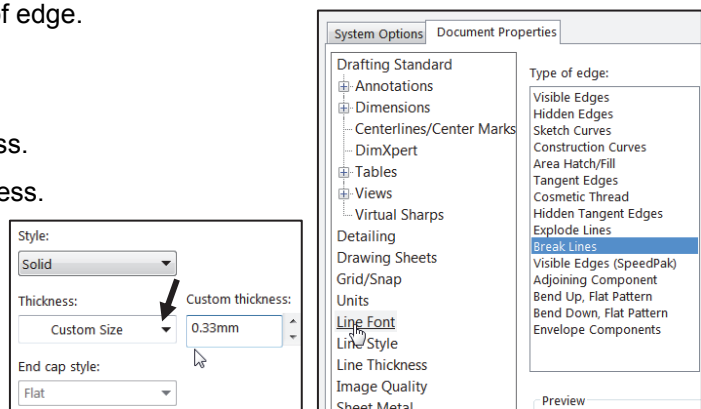 of edge.
ss.
ess.
Style:
Solid
Thickness:
Custom thickness:
Custom Size
0.33mm
End cap style:
Flat
System Options
Document Properties
Drafting Standard
Annotations
Dimensions
Centerlines/Center Marks
DimXpert
Tables
Views
Virtual Sharps
Detailing
Drawing Sheets
Grid/Snap
Units
Line Font
Line Style
Line Thickness
Image Quality
Sheet Metal
Type of edge:
Visible Edges
Hidden Edges
Sketch Curves
Construction Curves
Area Hatch/Fill
Tangent Edges
Cosmetic Thread
Hidden Tangent Edges
Explode Lines
Break Lines
Visible Edges (SpeedPak)
Adjoining Component
Bend Up, Flat Pattern
Bend Down, Flat Pattern
Envelope Components
Preview